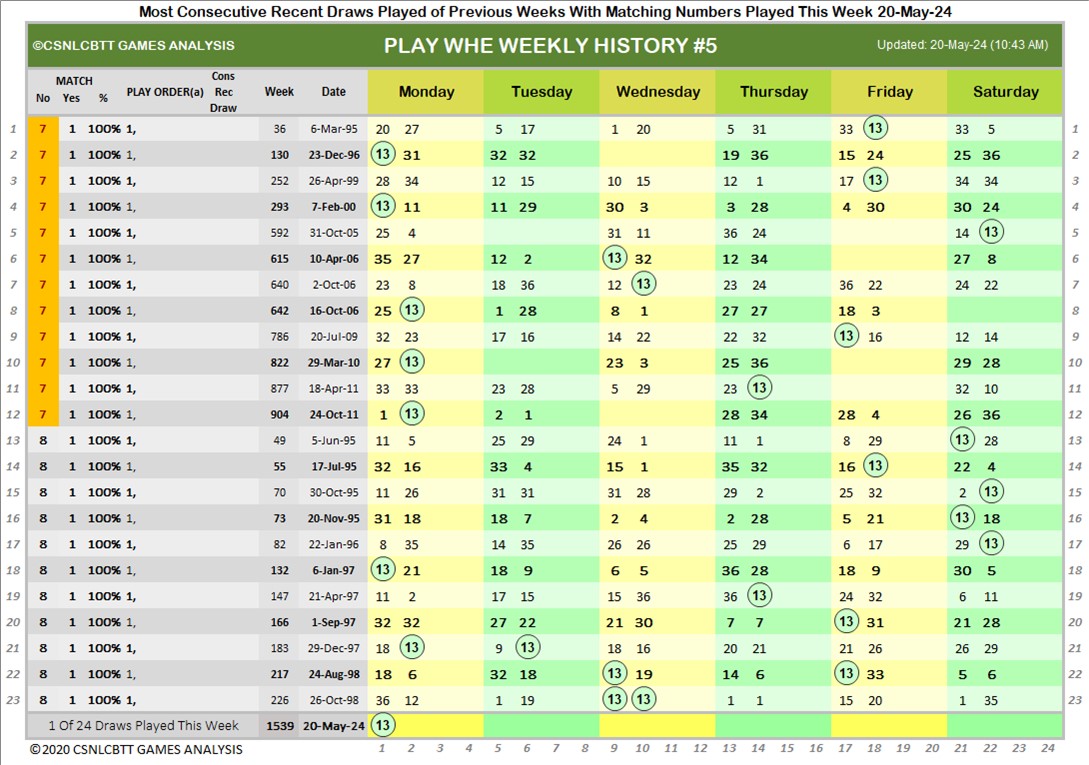 Most Consecutive Recent Draws Played of Previous Weeks With Matching Numbers Played This Week 20-May-24
©CSNLCBTT GAMES ANALYSIS PLAY WHE WEEKLY HISTORY #5 Updated: 20-May-24 (10:43 AM)
No MATCH Yes % PLAY ORDER(a) Cons Rec Draw Week Date Monday Tuesday Wednesday Thursday Friday Saturday
1 7 1 100% 1, 36 6-Mar-95 20 27 5 17 1 20 5 31 33 13 33 5 1
2 7 1 100% 1, 130 23-Dec-96 13 31 32 32 19 36 15 24 25 36 2
3 7 1 100% 1, 252 26-Apr-99 28 34 12 15 10 15 12 1 17 13 34 34 3
4 7 1 100% 1, 293 7-Feb-00 13 11 11 29 30 3 3 28 4 30 30 24 4
5 7 1 100% 1, 592 31-Oct-05 25 4 31 11 36 24 14 13 5
6 7 1 100% 1, 615 10-Apr-06 35 27 12 2 13 32 12 34 27 8 6
7 7 1 100% 1, 640 2-Oct-06 23 8 18 36 12 13 23 24 36 22 24 22 7
8 7 1 100% 1, 642 16-Oct-06 25 13 1 28 8 1 27 27 18 3 8
9 7 1 100% 1, 786 20-Jul-09 32 23 17 16 14 22 22 32 13 16 12 14 9
10 7 1 100% 1, 822 29-Mar-10 27 13 23 3 25 36 29 28 10
11 7 1 100% 1, 877 18-Apr-11 33 33 23 28 5 29 23 13 32 10 11
12 7 1 100% 1, 904 24-Oct-11 1 13 2 1 28 34 28 4 26 36 12
13 8 1 100% 1, 49 5-Jun-95 11 5 25 29 24 1 11 1 8 29 13 28 13
14 8 1 100% 1, 55 17-Jul-95 32 16 33 4 15 1 35 32 16 13 22 4 14
15 8 1 100% 1, 70 30-Oct-95 11 26 31 31 31 28 29 2 25 32 2 13 15
16 8 1 100% 1, 73 20-Nov-95 31 18 18 7 2 4 2 28 5 21 13 18 16
17 8 1 100% 1, 82 22-Jan-96 8 35 14 35 26 26 25 29 6 17 29 13 17
18 8 1 100% 1, 132 6-Jan-97 13 21 18 9 6 5 36 28 18 9 30 5 18
19 8 1 100% 1, 147 21-Apr-97 11 2 17 15 15 36 36 13 24 32 6 11 19
20 8 1 100% 1, 166 1-Sep-97 32 32 27 22 21 30 7 7 13 31 21 28 20
21 8 1 100% 1, 183 29-Dec-97 18 13 9 13 18 16 20 21 21 26 26 29 21
22 8 1 100% 1, 217 24-Aug-98 18 6 32 18 13 19 14 6 13 33 5 6 22
23 8 1 100% 1, 226 26-Oct-98 36 12 1 19 13 13 1 1 15 20 1 35 23
1 Of 24 Draws Played This Week 1539 20-May-24 13
©2020 CSNLCBTT GAMES ANALYSIS 1 2 3 4 5 6 7 8 9 10 11 12 13 14 15 16 17 18 19 20 21 22 23 24